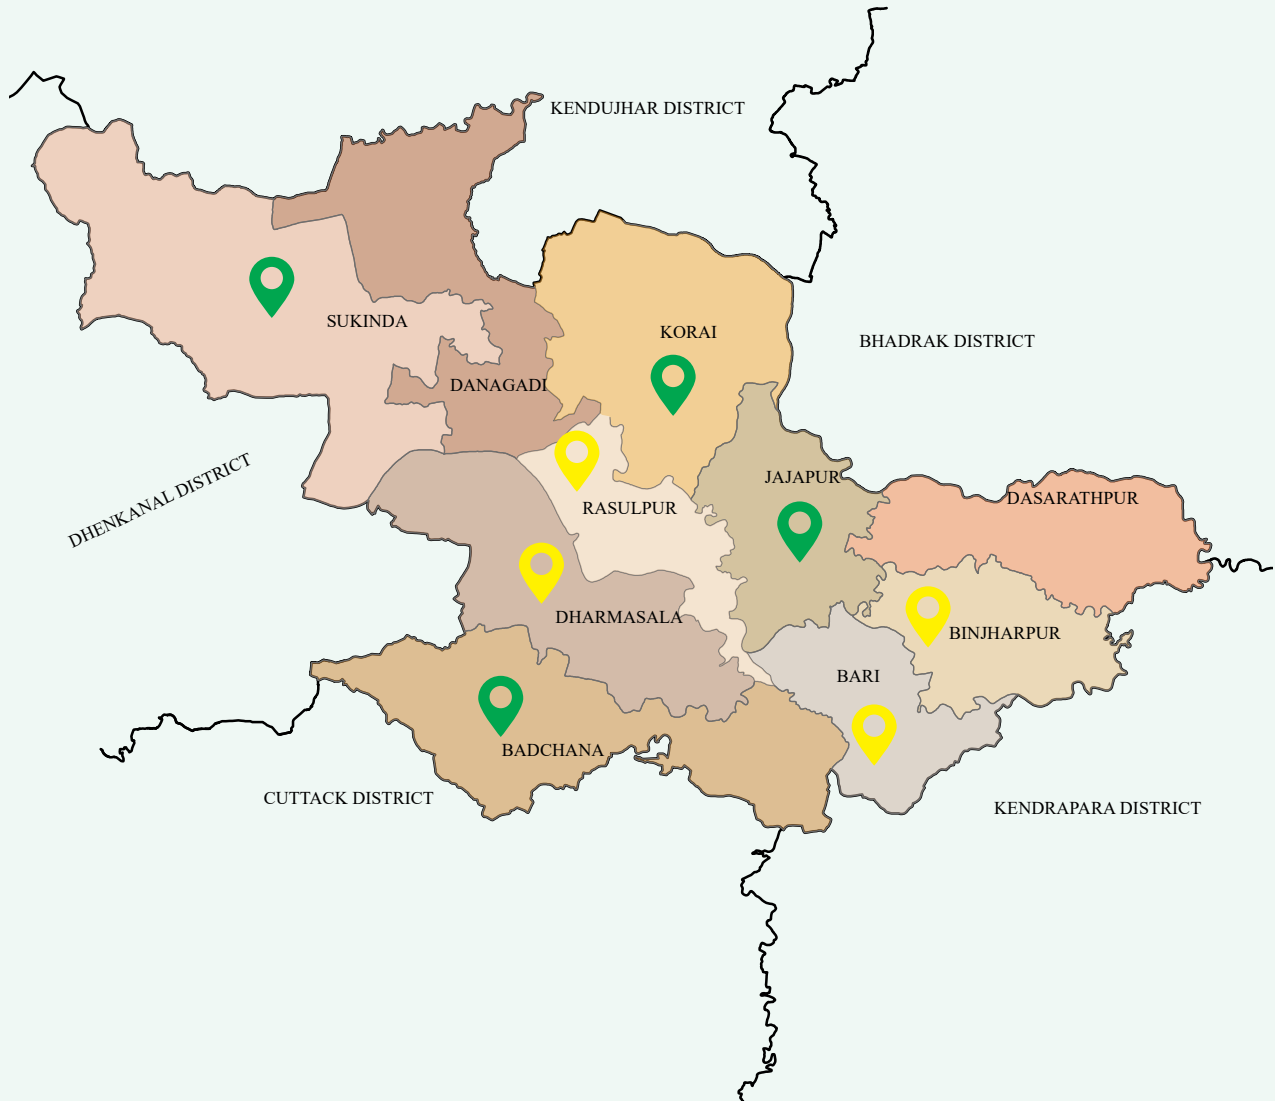 KENDUJHAR DISTRICT
SUKINDA
KORAI
BHADRAK DISTRICT
DANAGADI
DHENKANAL DISTRICT
JAJAPUR
DASARATHPUR
RASULPUR
DHARMASALA
BINJHARPUR
BARI
BADCHANA
CUTTACK DISTRICT
KENDRAPARA DISTRICT